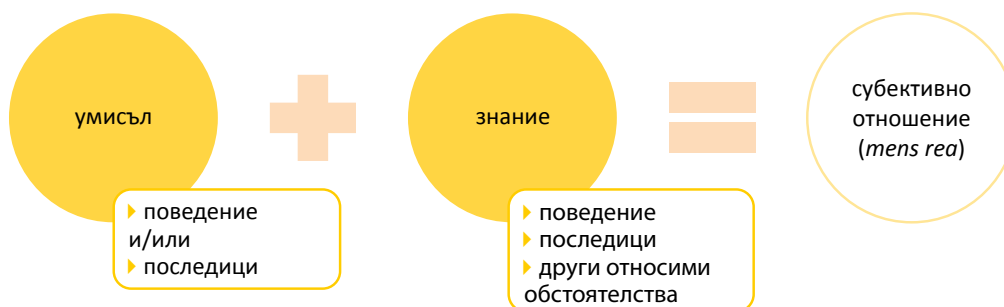 умисъл
поведение
и/или
последици
знание
поведение
последици
други относими
обстоятелства
субективно
отношение
(mens rea)